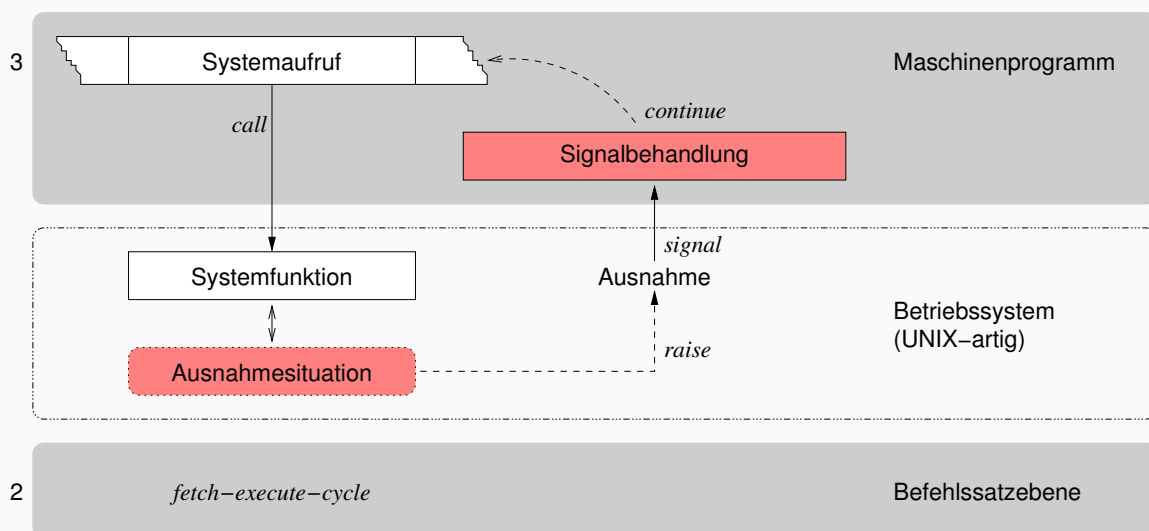 3
Systemaufruf
Maschinenprogramm
call
continue
Signalbehandlung
signal
Systemfunktion
Ausnahme
Betriebssystem
(UNIX−artig)
raise
Ausnahmesituation
2
fetch−execute−cycle
Befehlssatzebene